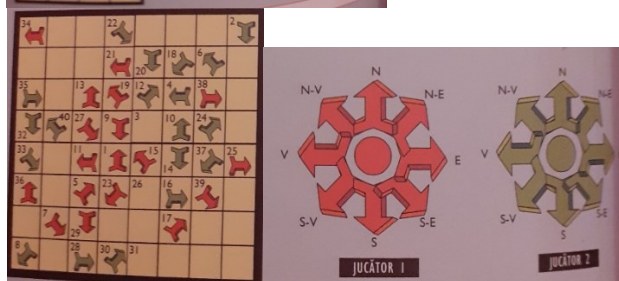 34 22 2
21 20 18 6
35 13 19 12 4 38
32 40 27 9 3 10 24
33 11 1 15 14 37 25
36 5 23 26 16 39
7 29 17
8 28 30 31
N
N-V N-E
V E
S-V S-E
S
JUCĂTOR 1
N
N-V N-E
V
S-V S-E
S
JUCĂTOR 2